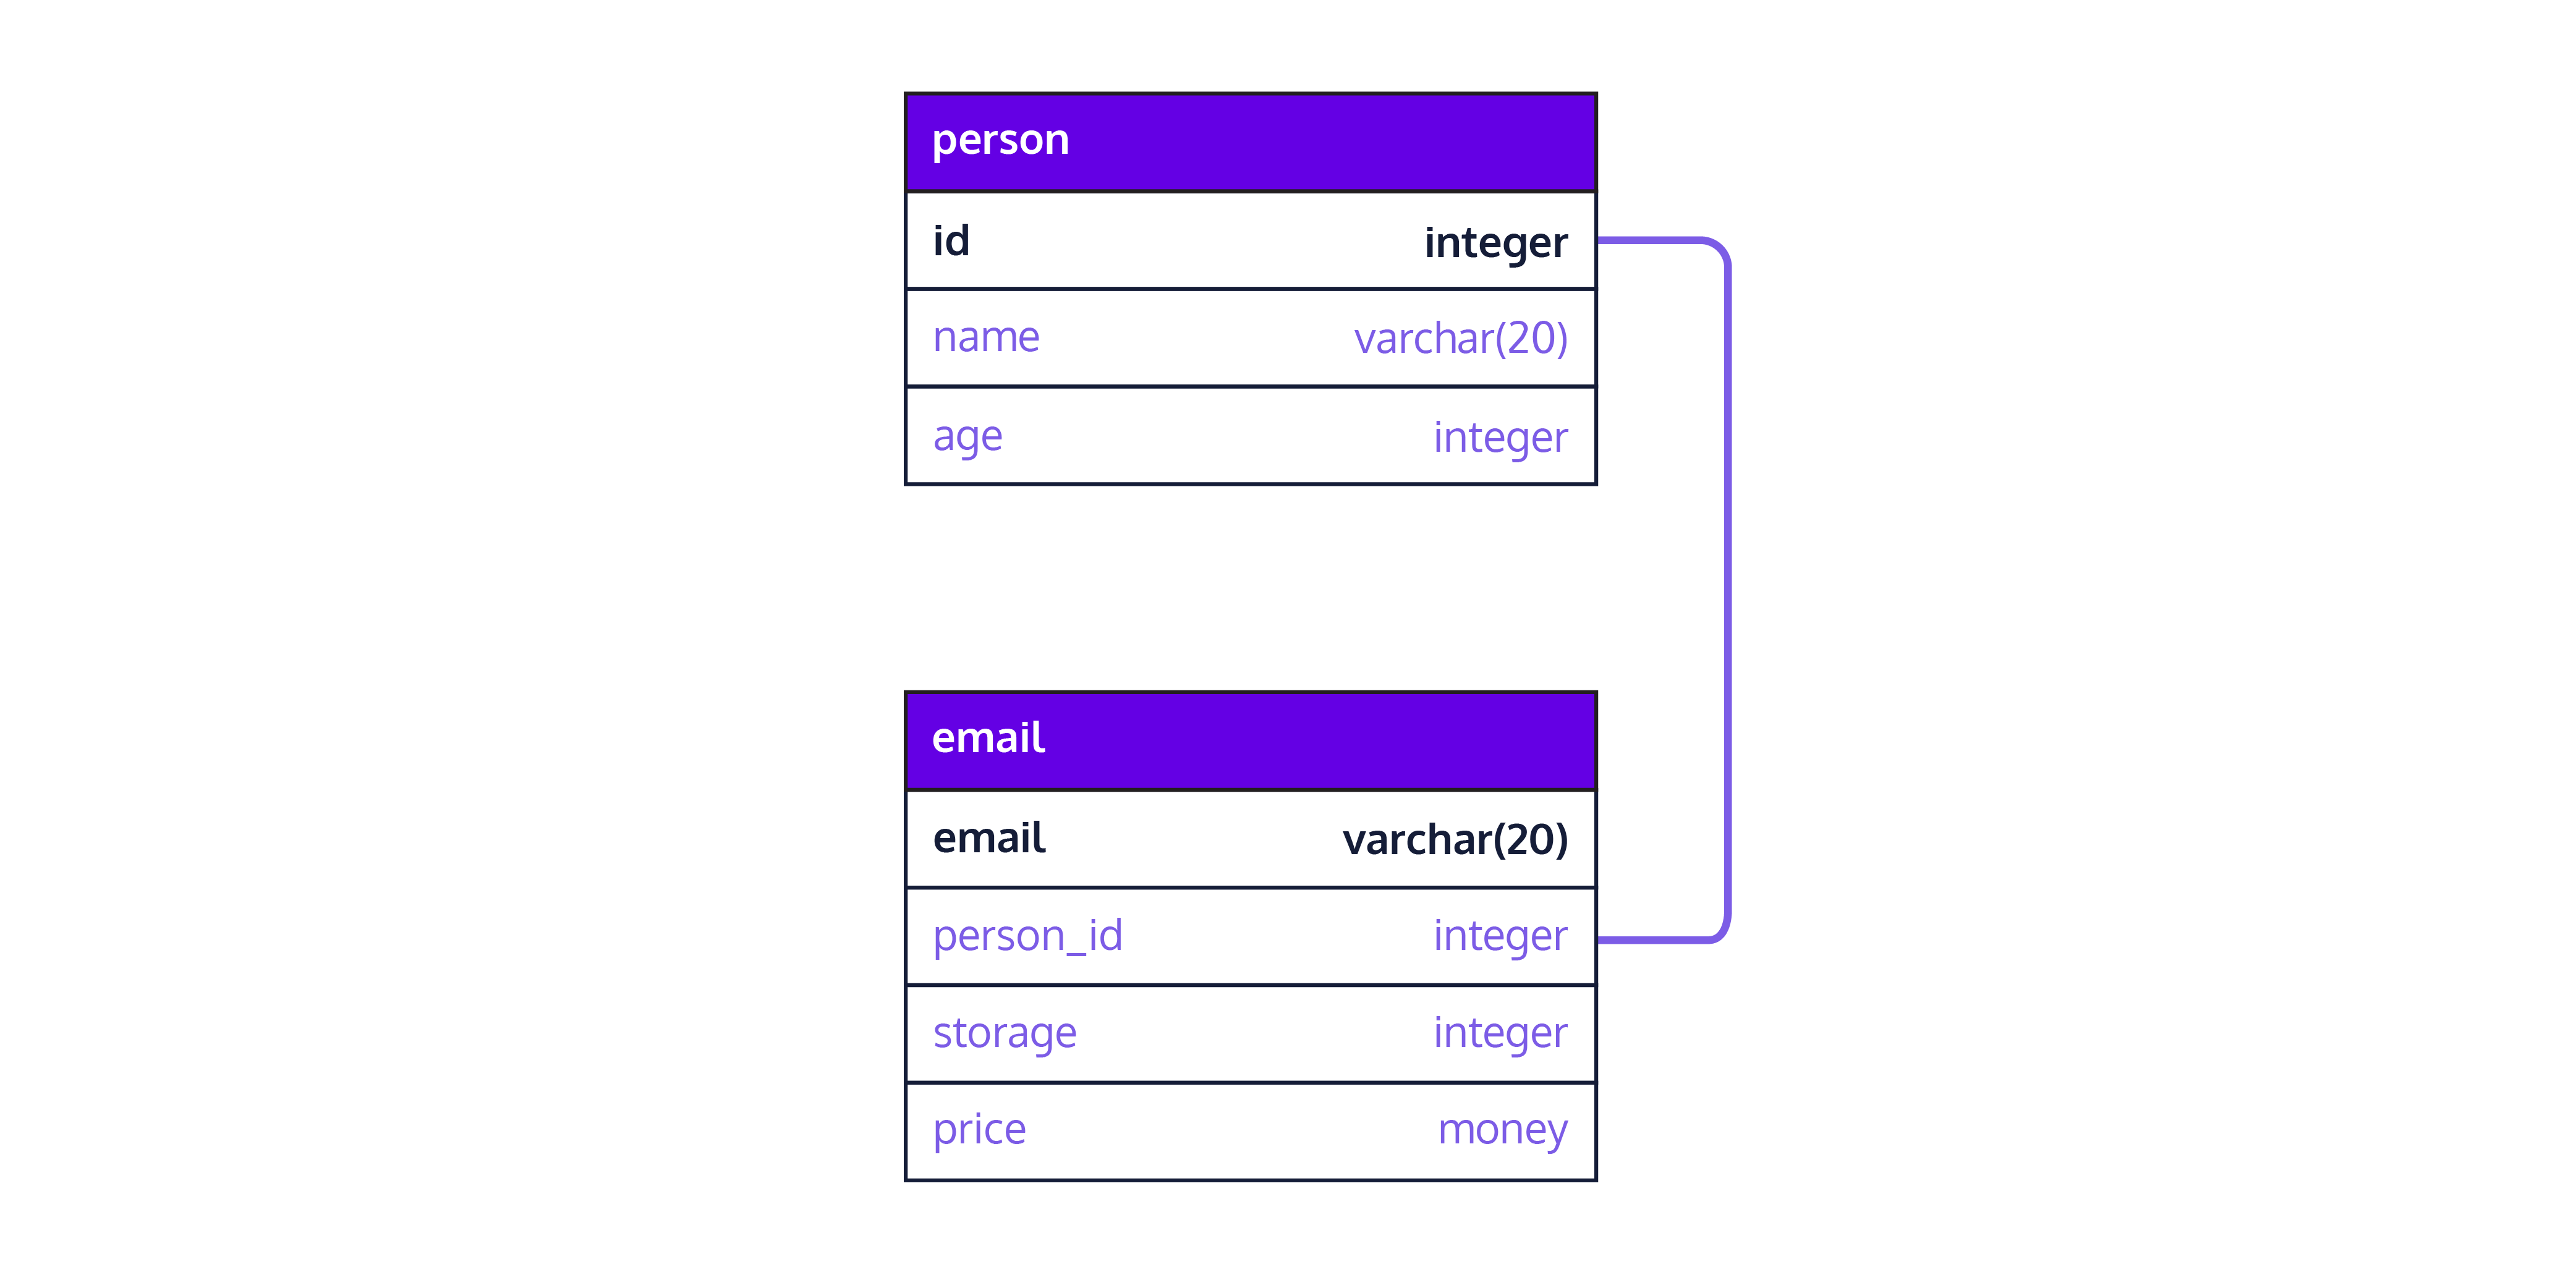 person
id integer
name varchar(20)
age integer
email
email varchar(20)
person_id integer
storage integer
price money